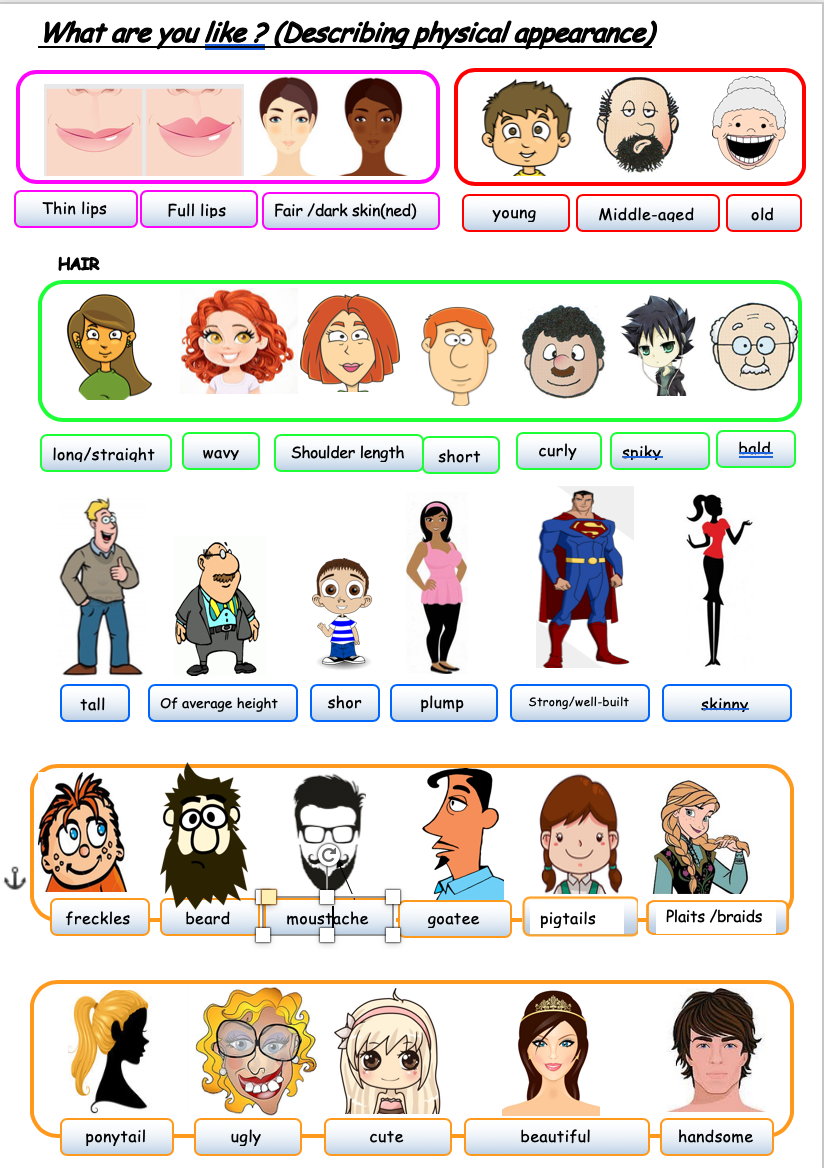 What are you like ? (Describing physical appearance)
Thin lips Full lips Fair /dark skin(ned) young Middle-aged old
HAIR
long/straight wavy Shoulder length short curly spiky bald
tall Of average height shor plump Strong/well-built skinny
freckles beard moustache goatee pigtails Plaits /braids
ponytail ugly cute beautiful handsome